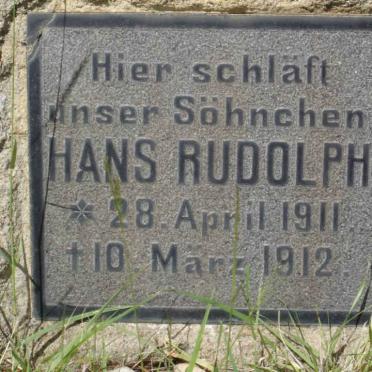 Hier schläft
unser Söhnchen
HANS RUDOLPH
* 28. April 1911.
† 10. März 1912.